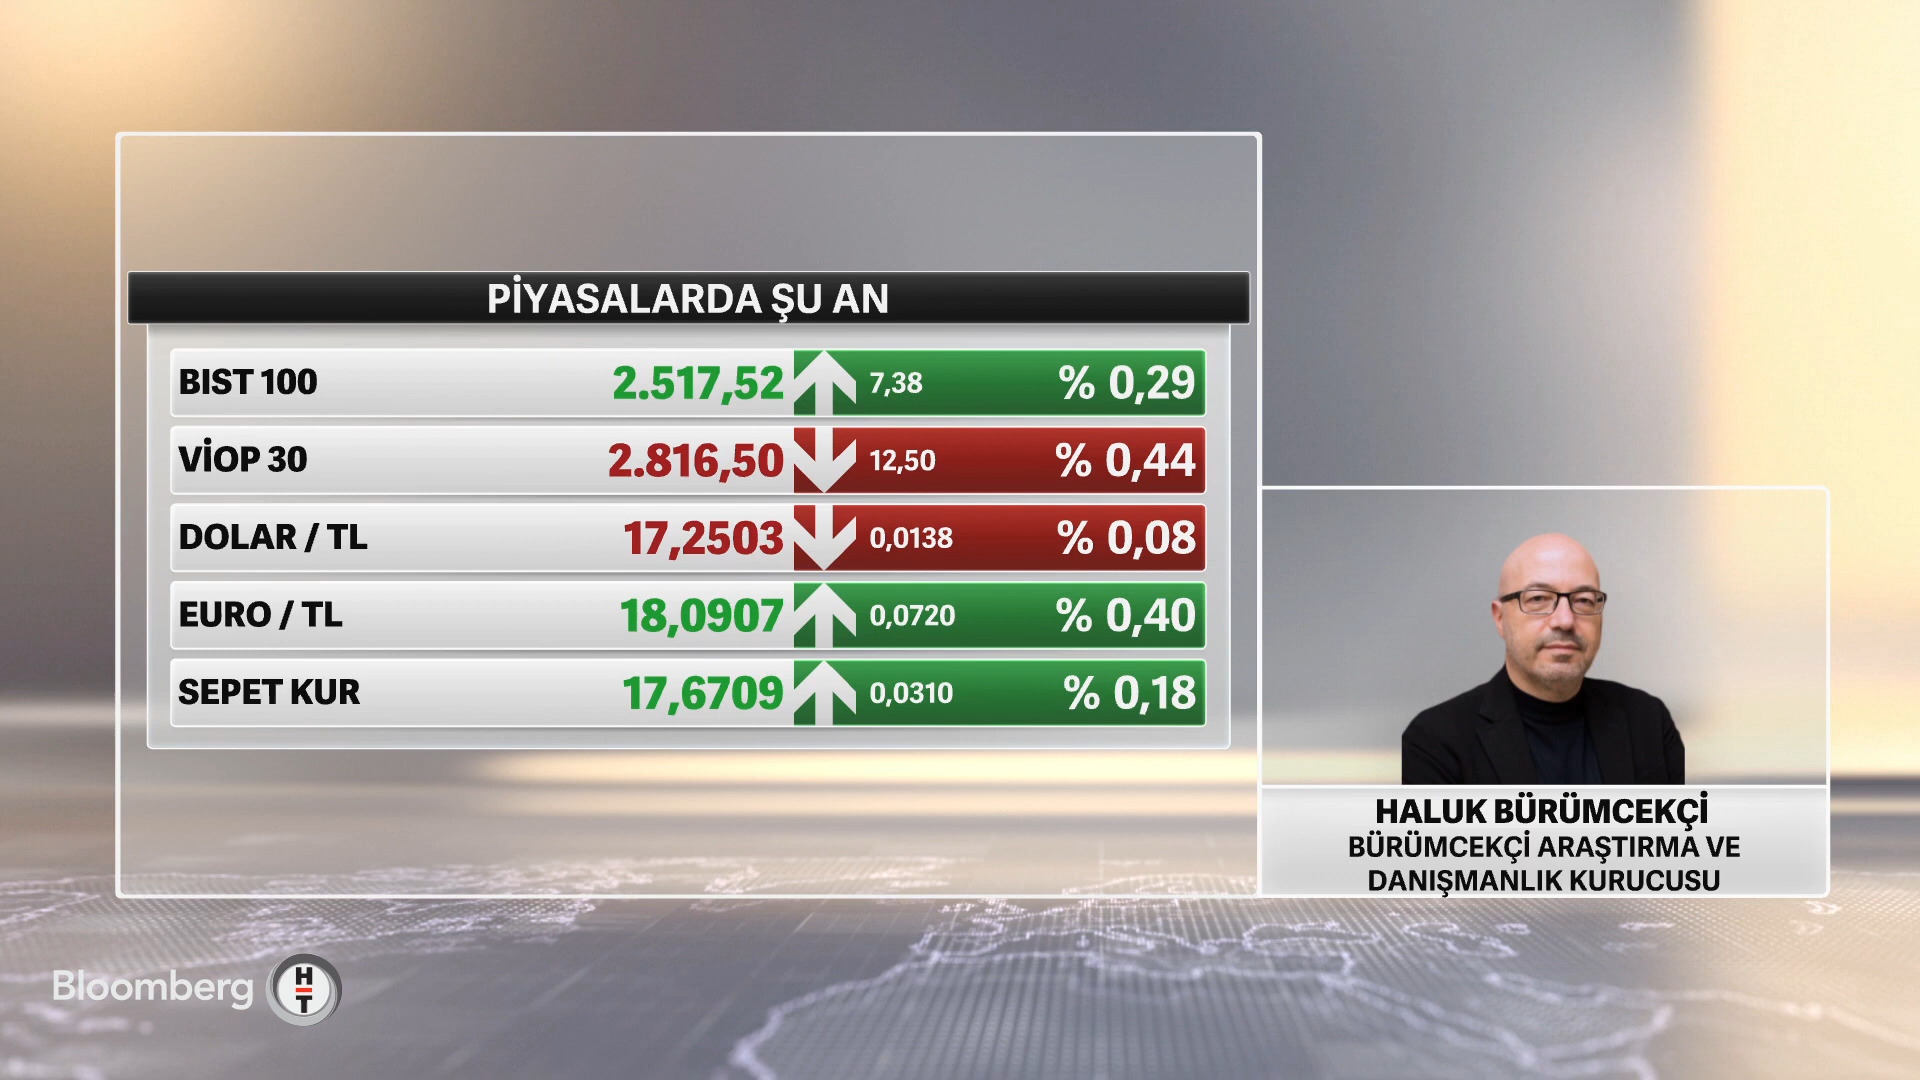 PİYASALARDA ŞU AN
BIST 100 2.517,52 7,38 % 0,29
VİOP 30 2.816,50 12,50 % 0,44
DOLAR / TL 17,2503 0,0138 % 0,08
EURO / TL 18,0907 0,0720 % 0,40
SEPET KUR 17,6709 0,0310 % 0,18
HALUK BÜRÜMCEKÇİ
BÜRÜMCEKÇİ ARAŞTIRMA VE
DANIŞMANLIK KURUCUSU
Bloomberg HT